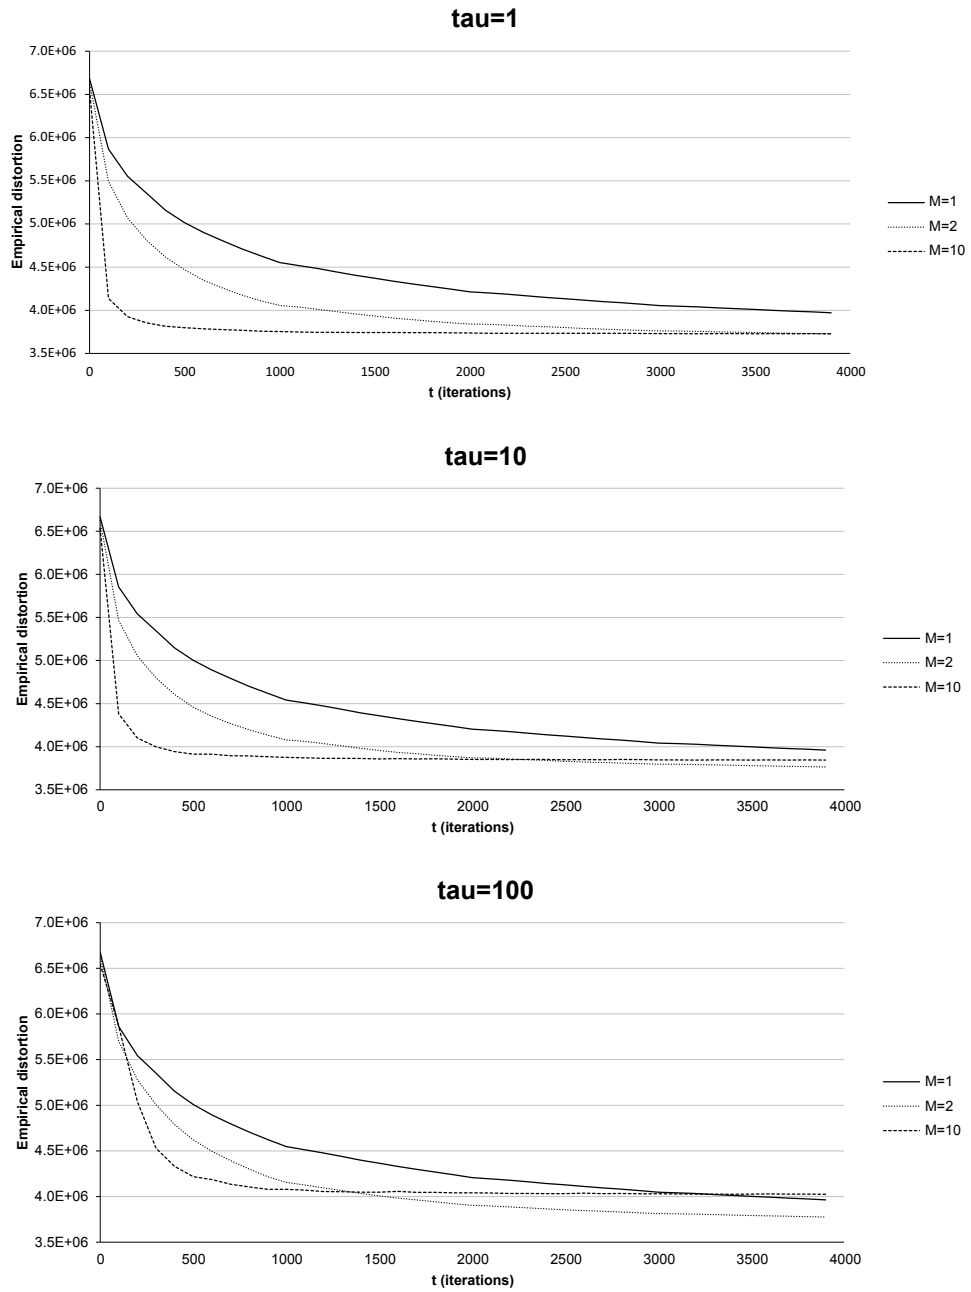 tau=1
7.0E+06
6.5E+06
6.0E+06
5.5E+06
5.0E+06
4.5E+06
4.0E+06
3.5E+06
Empirical distortion
0 500 1000 1500 2000 2500 3000 3500 4000
t (iterations)
M=1
M=2
M=10
tau=10
7.0E+06
6.5E+06
6.0E+06
5.5E+06
5.0E+06
4.5E+06
4.0E+06
3.5E+06
Empirical distortion
0 500 1000 1500 2000 2500 3000 3500 4000
t (iterations)
M=1
M=2
M=10
tau=100
7.0E+06
6.5E+06
6.0E+06
5.5E+06
5.0E+06
4.5E+06
4.0E+06
3.5E+06
Empirical distortion
0 500 1000 1500 2000 2500 3000 3500 4000
t (iterations)
M=1
M=2
M=10